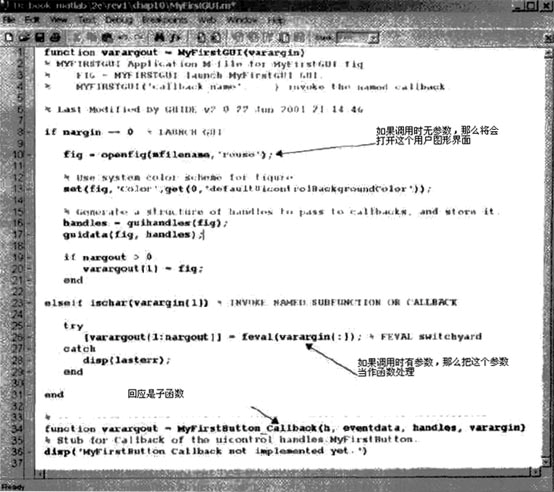 book matlab 2e\rev1\chap10\MyFirstGUI.m*
Debug Breakpoints Web Window Help
1 function varargout = MyFirstGUI(varargin)
2 % MYFIRSTGUI Application M-file for MyFirstGUI.fig
3 % FIG = MYFIRSTGUI launch MyFirstGUI GUI.
4 % MYFIRSTGUI('callback_name', ...) invoke the named callback.
5
6 % Last Modified by GUIDE v2.0 22-Jun-2001 21:14:46
7
8 if nargin == 0 % LAUNCH GUI
如果调用时无参数,那么将会
9
打开这个用户图形界面
10 fig = openfig(mfilename,'reuse');
11
12 % Use system color scheme for figure:
13 set(fig,'Color',get(0,'defaultUicontrolBackgroundColor'));
14
15 % Generate a structure of handles to pass to callbacks, and store it.
16 handles = guihandles(fig);
17 guidata(fig, handles);
18
19 if nargout > 0
20 varargout{1} = fig;
21 end
22
23 elseif ischar(varargin{1}) % INVOKE NAMED SUBFUNCTION OR CALLBACK
24
25 try
26 [varargout{1:nargout}] = feval(varargin{:}); % FEVAL switchyard
27 catch
28 disp(lasterr);
如果调用时有参数,那么把这个参数
29 end
当作函数处理
30
31 end
回应是子函数
32
33 % --------------------------------------------------------------------
34 function varargout = MyFirstButton_Callback(h, eventdata, handles, varargin)
35 % Stub for Callback of the uicontrol handles.MyFirstButton.
36 disp('MyFirstButton Callback not implemented yet.')
37
Ready